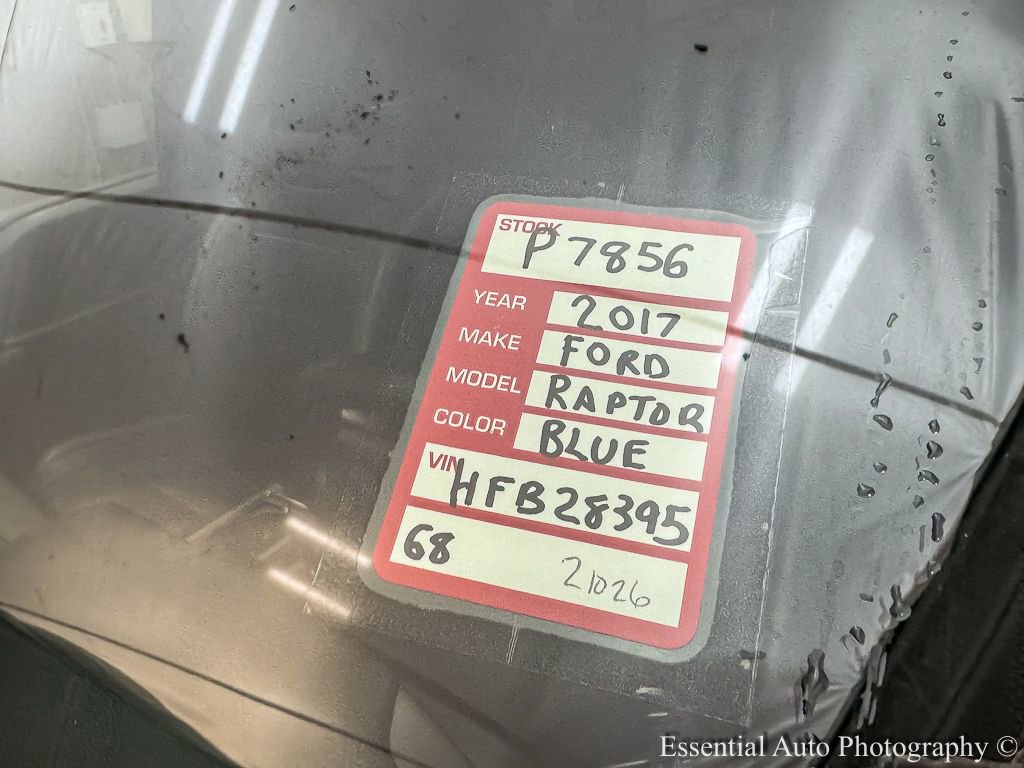 STOCK P7856
YEAR 2017
MAKE FORD
MODEL RAPTOR
COLOR BLUE
VIN HFB28395
68 21026
Essential Auto Photography ©